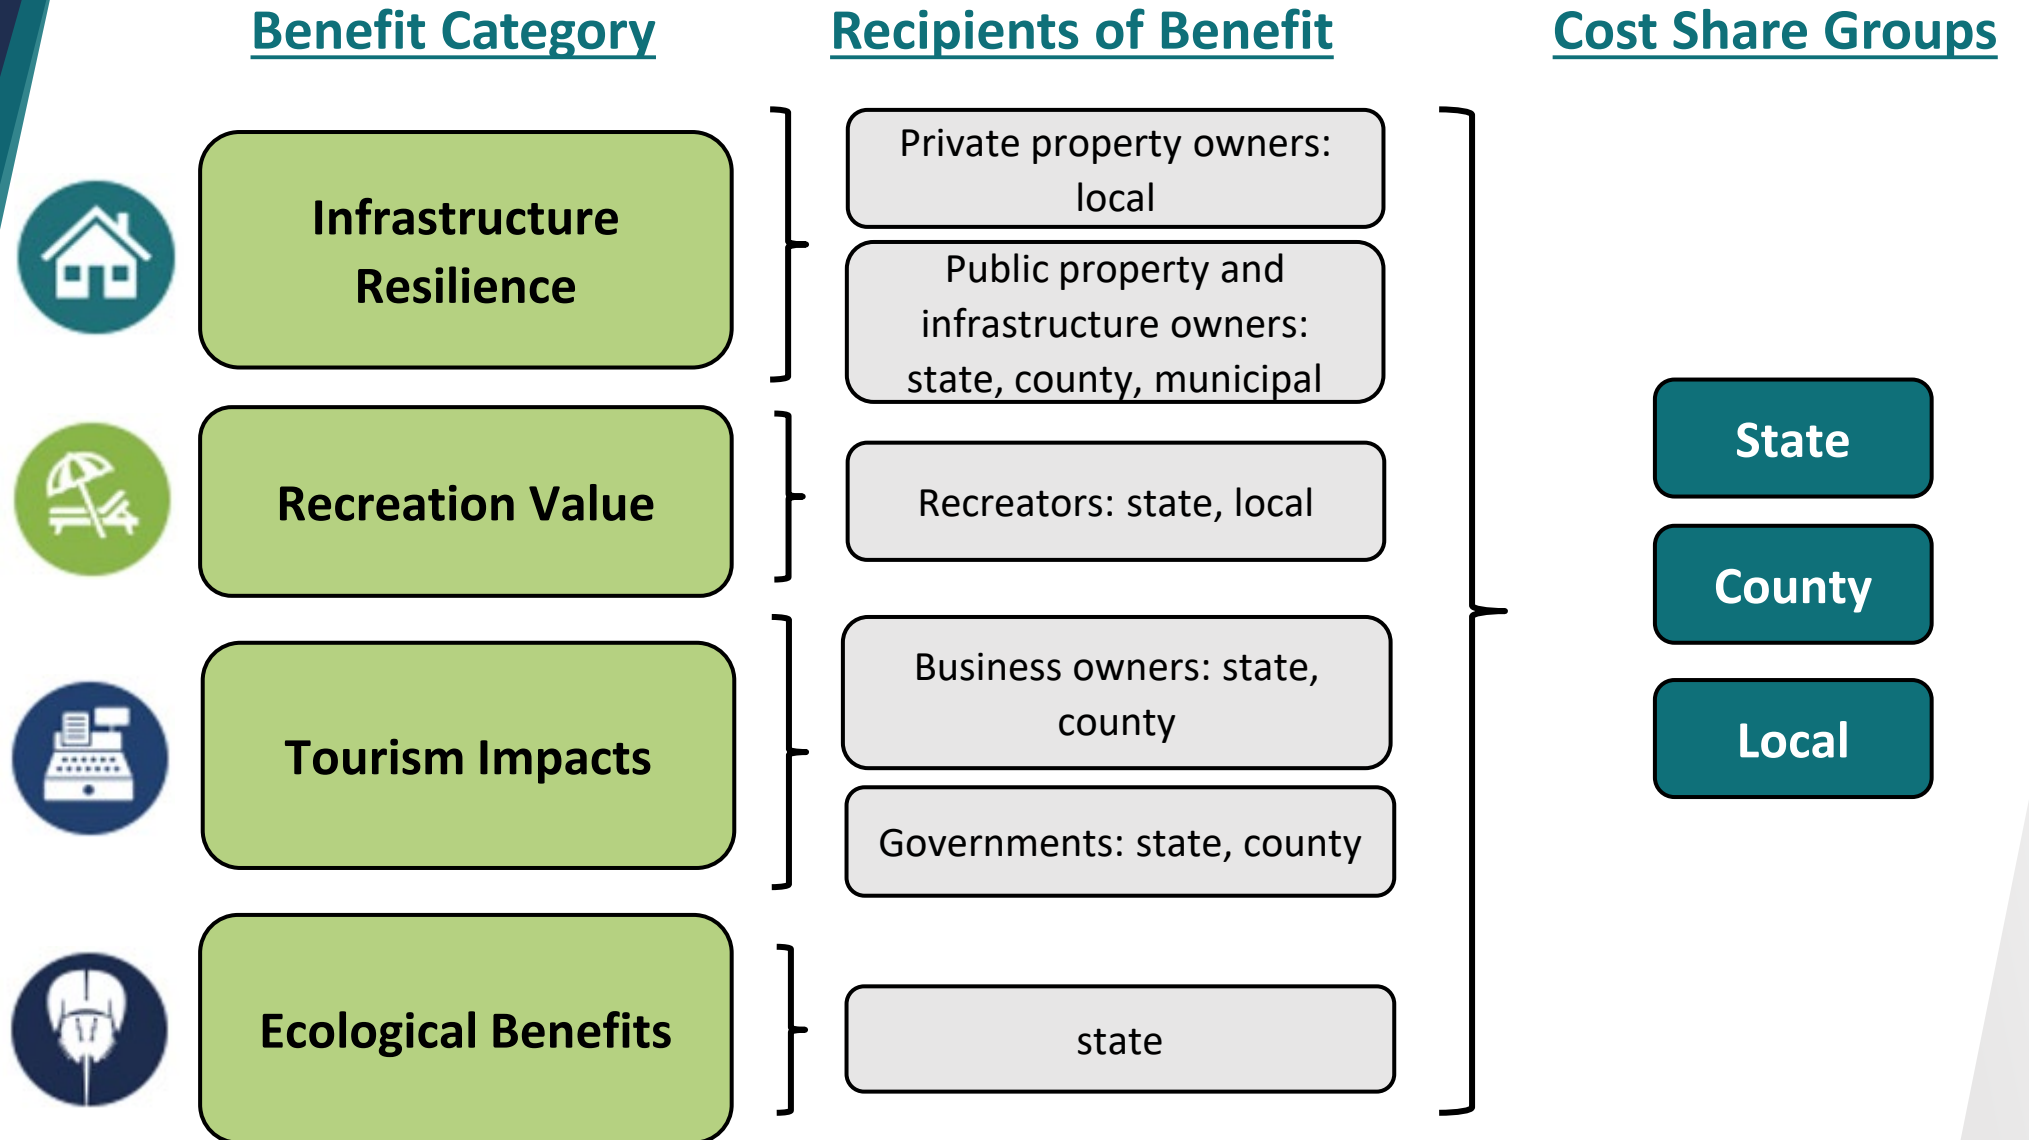 Benefit Category
Recipients of Benefit
Cost Share Groups
Infrastructure
Resilience
Private property owners:
local
Public property and
infrastructure owners:
state, county, municipal
Recreation Value
Recreators: state, local
Tourism Impacts
Business owners: state,
county
Governments: state, county
Ecological Benefits
state
State
County
Local